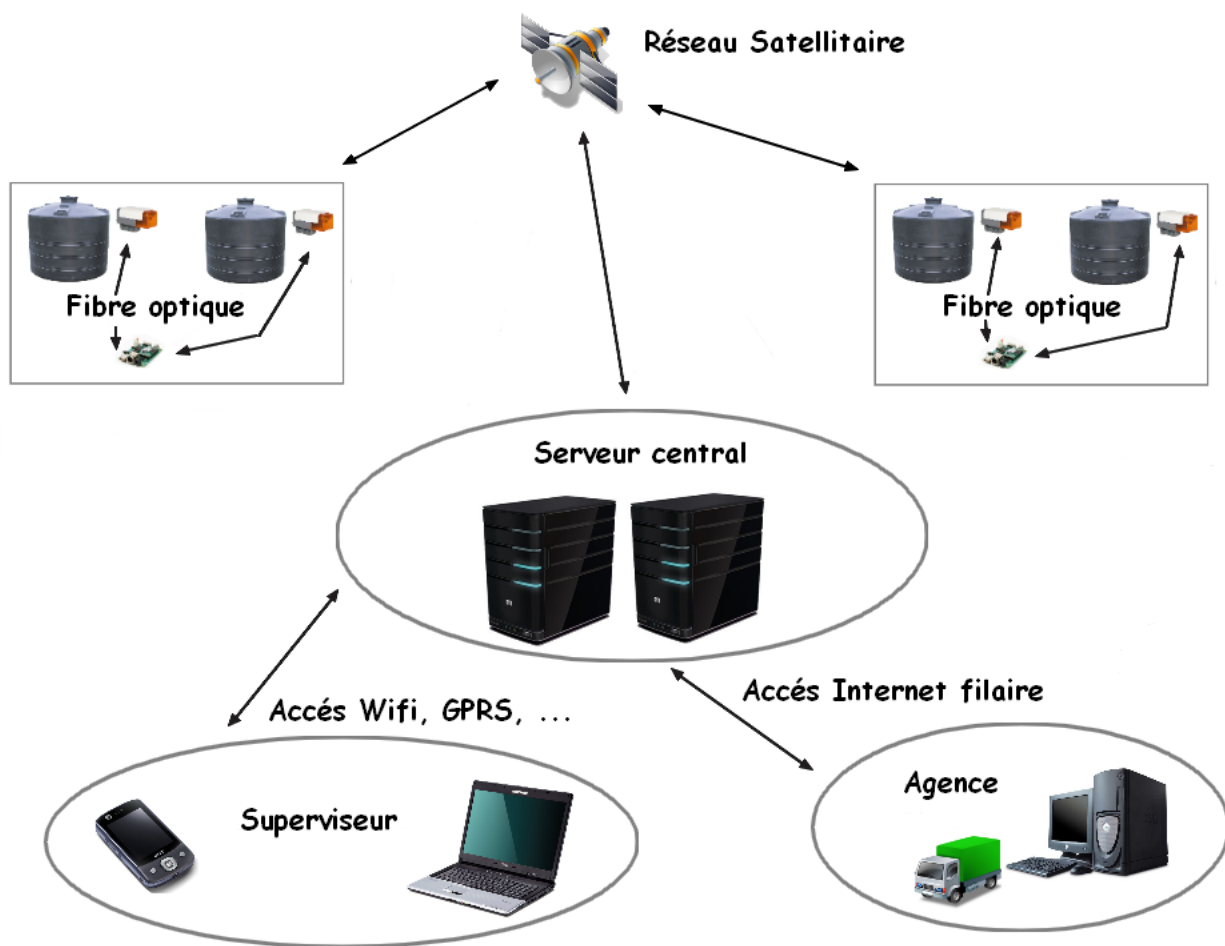 Réseau Satellitaire
Fibre optique
Fibre optique
Serveur central
Accés Wifi, GPRS, ...
Accés Internet filaire
Superviseur
Agence